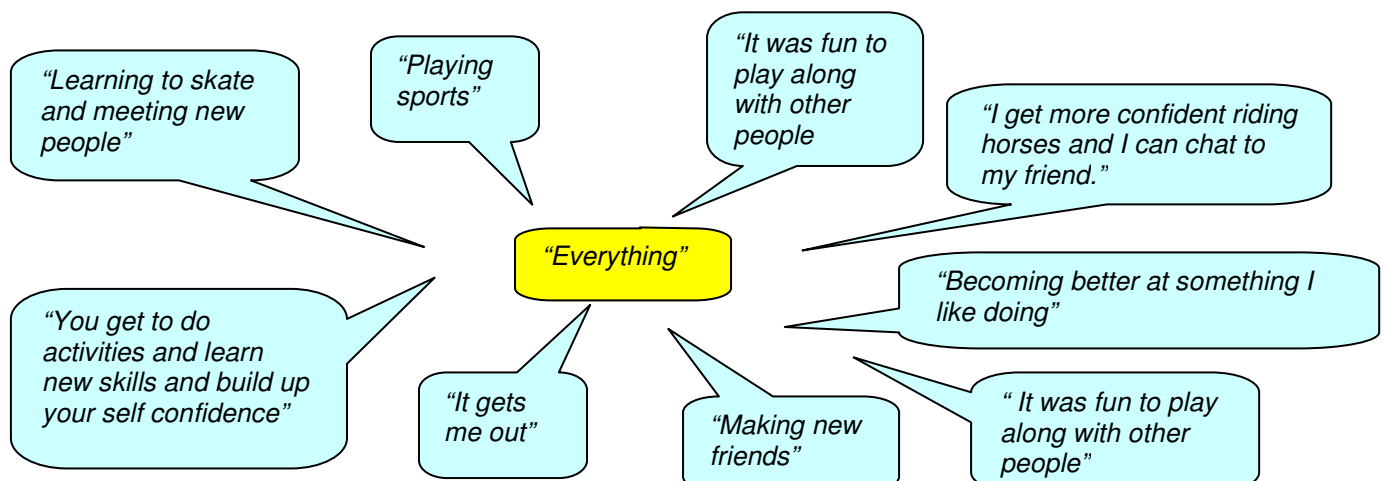 “Learning to skate
and meeting new
people”
“Playing
sports”
“It was fun to
play along
with other
people
“I get more confident riding
horses and I can chat to
my friend.”
“Everything”
“Becoming better at something I
like doing”
“You get to do
activities and learn
new skills and build up
your self confidence”
“It gets
me out”
“Making new
friends”
“ It was fun to play
along with other
people”